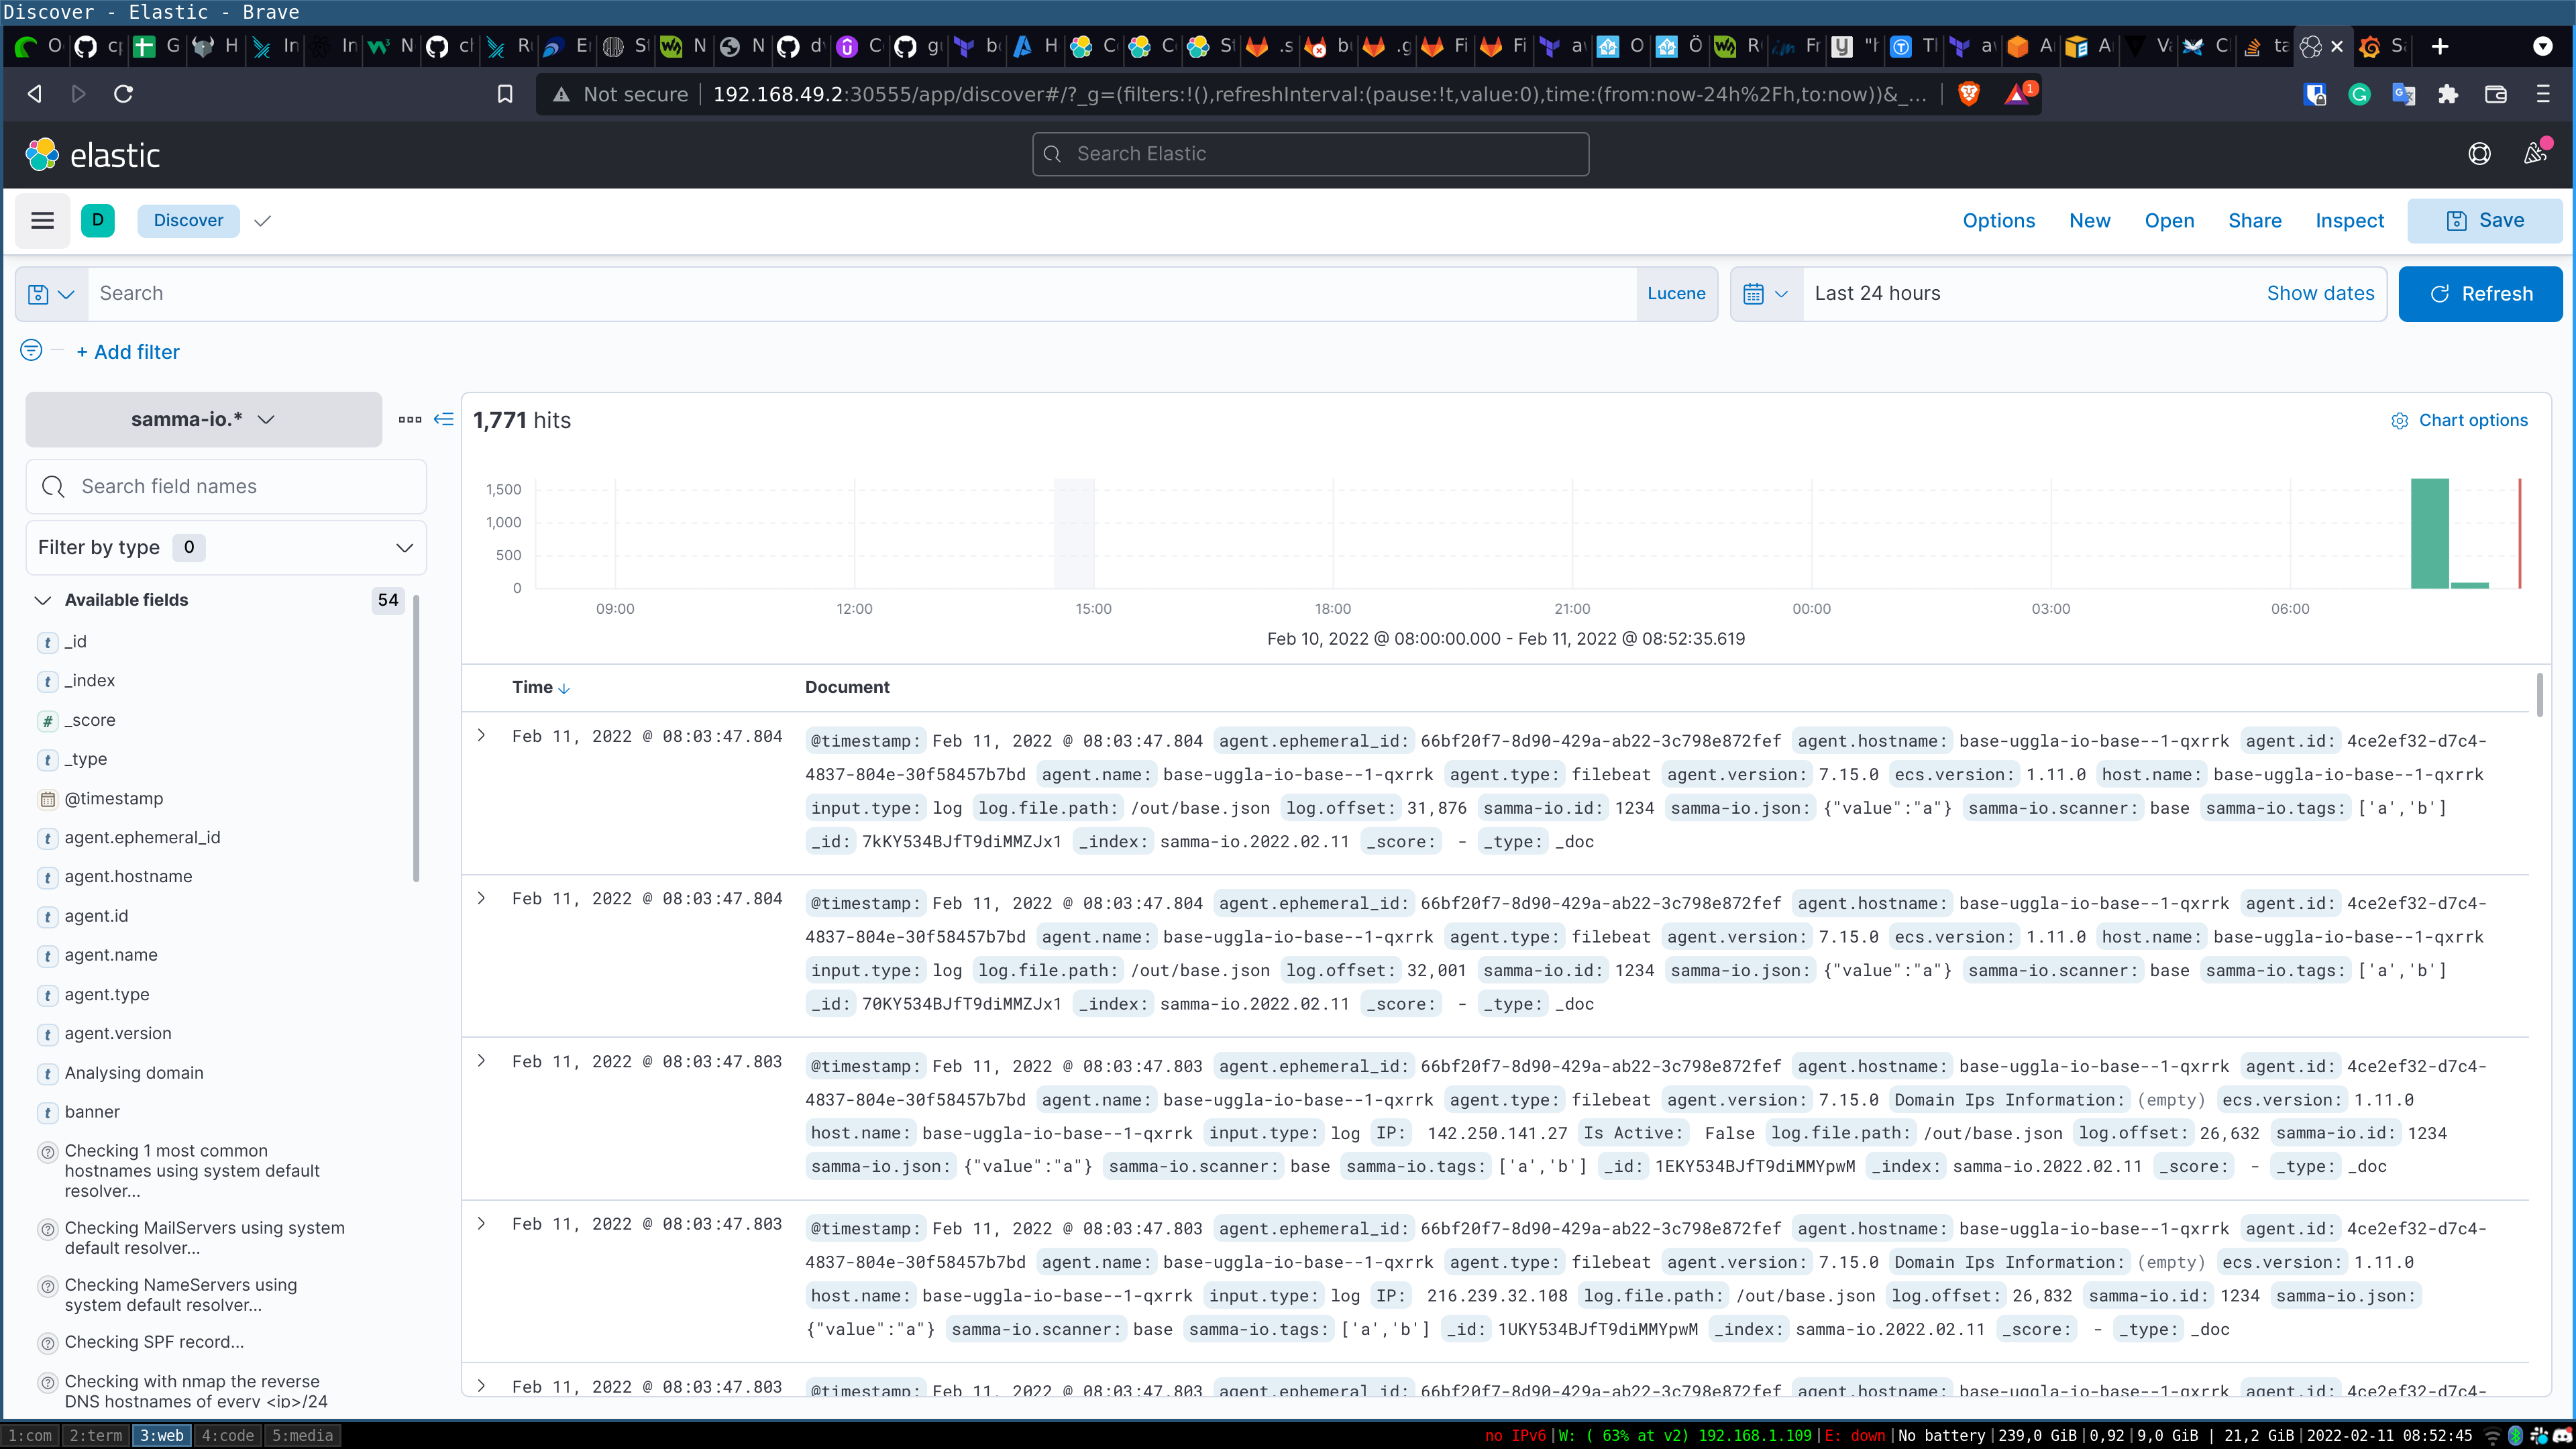 Discover - Elastic - Brave
Not secure 192.168.49.2:30555/app/discover#/?_g=(filters:!(),refreshInterval:(pause:!t,value:0),time:(from:now-24h%2Fh,to:now))&_... 1
elastic
Search Elastic
D Discover Options New Open Share Inspect Save
Search Lucene Last 24 hours Show dates Refresh
+ Add filter
samma-io.*
1,771 hits
Chart options
Search field names
Filter by type 0
Available fields 54
_id
_index
_score
_type
@timestamp
agent.ephemeral_id
agent.hostname
agent.id
agent.name
agent.type
agent.version
Analysing domain
banner
Checking 1 most common
hostnames using system default
resolver...
Checking MailServers using system
default resolver...
Checking NameServers using
system default resolver...
Checking SPF record...
Checking with nmap the reverse
DNS hostnames of every <ip>/24
1,500
1,000
500
0
09:00 12:00 15:00 18:00 21:00 00:00 03:00 06:00
Feb 10, 2022 @ 08:00:00.000 - Feb 11, 2022 @ 08:52:35.619
Time Document
Feb 11, 2022 @ 08:03:47.804 @timestamp: Feb 11, 2022 @ 08:03:47.804 agent.ephemeral_id: 66bf20f7-8d90-429a-ab22-3c798e872fef agent.hostname: base-uggla-io-base--1-qxrrk agent.id: 4ce2ef32-d7c4-
4837-804e-30f58457b7bd agent.name: base-uggla-io-base--1-qxrrk agent.type: filebeat agent.version: 7.15.0 ecs.version: 1.11.0 host.name: base-uggla-io-base--1-qxrrk
input.type: log log.file.path: /out/base.json log.offset: 31,876 samma-io.id: 1234 samma-io.json: {"value":"a"} samma-io.scanner: base samma-io.tags: ['a','b']
_id: 7kKY534BJfT9diMMZJx1 _index: samma-io.2022.02.11 _score: - _type: _doc
Feb 11, 2022 @ 08:03:47.804 @timestamp: Feb 11, 2022 @ 08:03:47.804 agent.ephemeral_id: 66bf20f7-8d90-429a-ab22-3c798e872fef agent.hostname: base-uggla-io-base--1-qxrrk agent.id: 4ce2ef32-d7c4-
4837-804e-30f58457b7bd agent.name: base-uggla-io-base--1-qxrrk agent.type: filebeat agent.version: 7.15.0 ecs.version: 1.11.0 host.name: base-uggla-io-base--1-qxrrk
input.type: log log.file.path: /out/base.json log.offset: 32,001 samma-io.id: 1234 samma-io.json: {"value":"a"} samma-io.scanner: base samma-io.tags: ['a','b']
_id: 70KY534BJfT9diMMZJx1 _index: samma-io.2022.02.11 _score: - _type: _doc
Feb 11, 2022 @ 08:03:47.803 @timestamp: Feb 11, 2022 @ 08:03:47.803 agent.ephemeral_id: 66bf20f7-8d90-429a-ab22-3c798e872fef agent.hostname: base-uggla-io-base--1-qxrrk agent.id: 4ce2ef32-d7c4-
4837-804e-30f58457b7bd agent.name: base-uggla-io-base--1-qxrrk agent.type: filebeat agent.version: 7.15.0 Domain Ips Information: (empty) ecs.version: 1.11.0
host.name: base-uggla-io-base--1-qxrrk input.type: log IP: 142.250.141.27 Is Active: False log.file.path: /out/base.json log.offset: 26,632 samma-io.id: 1234
samma-io.json: {"value":"a"} samma-io.scanner: base samma-io.tags: ['a','b'] _id: 1EKY534BJfT9diMMYpwM _index: samma-io.2022.02.11 _score: - _type: _doc
Feb 11, 2022 @ 08:03:47.803 @timestamp: Feb 11, 2022 @ 08:03:47.803 agent.ephemeral_id: 66bf20f7-8d90-429a-ab22-3c798e872fef agent.hostname: base-uggla-io-base--1-qxrrk agent.id: 4ce2ef32-d7c4-
4837-804e-30f58457b7bd agent.name: base-uggla-io-base--1-qxrrk agent.type: filebeat agent.version: 7.15.0 Domain Ips Information: (empty) ecs.version: 1.11.0
host.name: base-uggla-io-base--1-qxrrk input.type: log IP: 216.239.32.108 log.file.path: /out/base.json log.offset: 26,832 samma-io.id: 1234 samma-io.json:
{"value":"a"} samma-io.scanner: base samma-io.tags: ['a','b'] _id: 1UKY534BJfT9diMMYpwM _index: samma-io.2022.02.11 _score: - _type: _doc
Feb 11, 2022 @ 08:03:47.803 @timestamp: Feb 11, 2022 @ 08:03:47.803 agent.ephemeral_id: 66bf20f7-8d90-429a-ab22-3c798e872fef agent.hostname: base-uggla-io-base--1-qxrrk agent.id: 4ce2ef32-d7c4-
1:com 2:term 3:web 4:code 5:media no IPv6|W: ( 63% at v2) 192.168.1.109|E: down|No battery|239,0 GiB|0,92|9,0 GiB | 21,2 GiB|2022-02-11 08:52:45